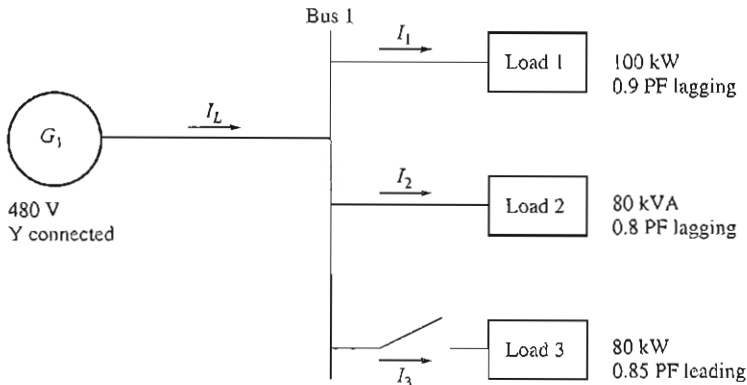 Bus 1
I₁
Load 1
100 kW
0.9 PF lagging
G₁
I_L
480 V
Y connected
I₂
Load 2
80 kVA
0.8 PF lagging
I₃
Load 3
80 kW
0.85 PF leading